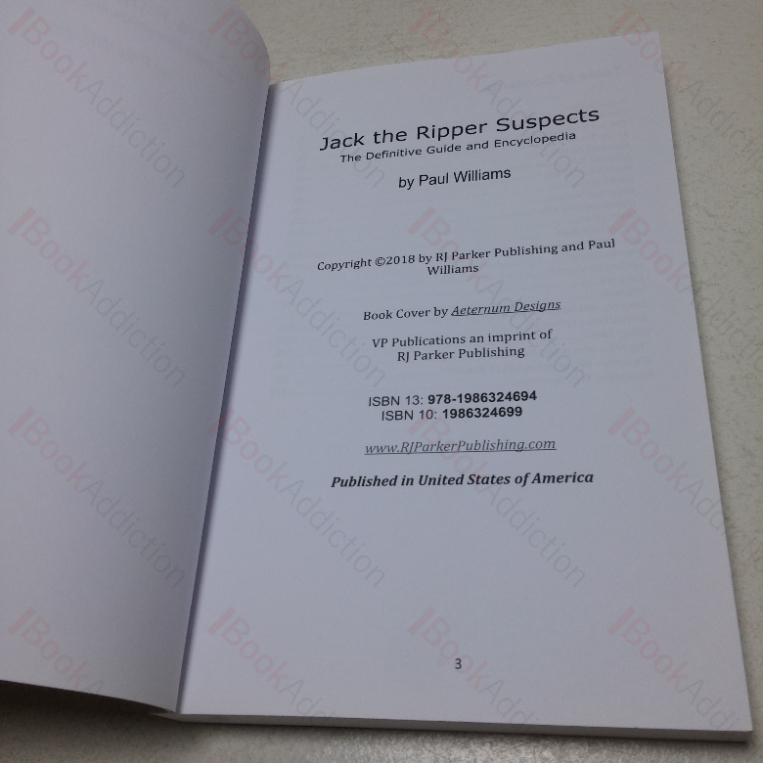 Jack the Ripper Suspects
The Definitive Guide and Encyclopedia
by Paul Williams
Copyright ©2018 by RJ Parker Publishing and Paul
Williams
Book Cover by Aeternum Designs
VP Publications an imprint of
RJ Parker Publishing
ISBN 13: 978-1986324694
ISBN 10: 1986324699
www.RJParkerPublishing.com
Published in United States of America
3
BookAddiction